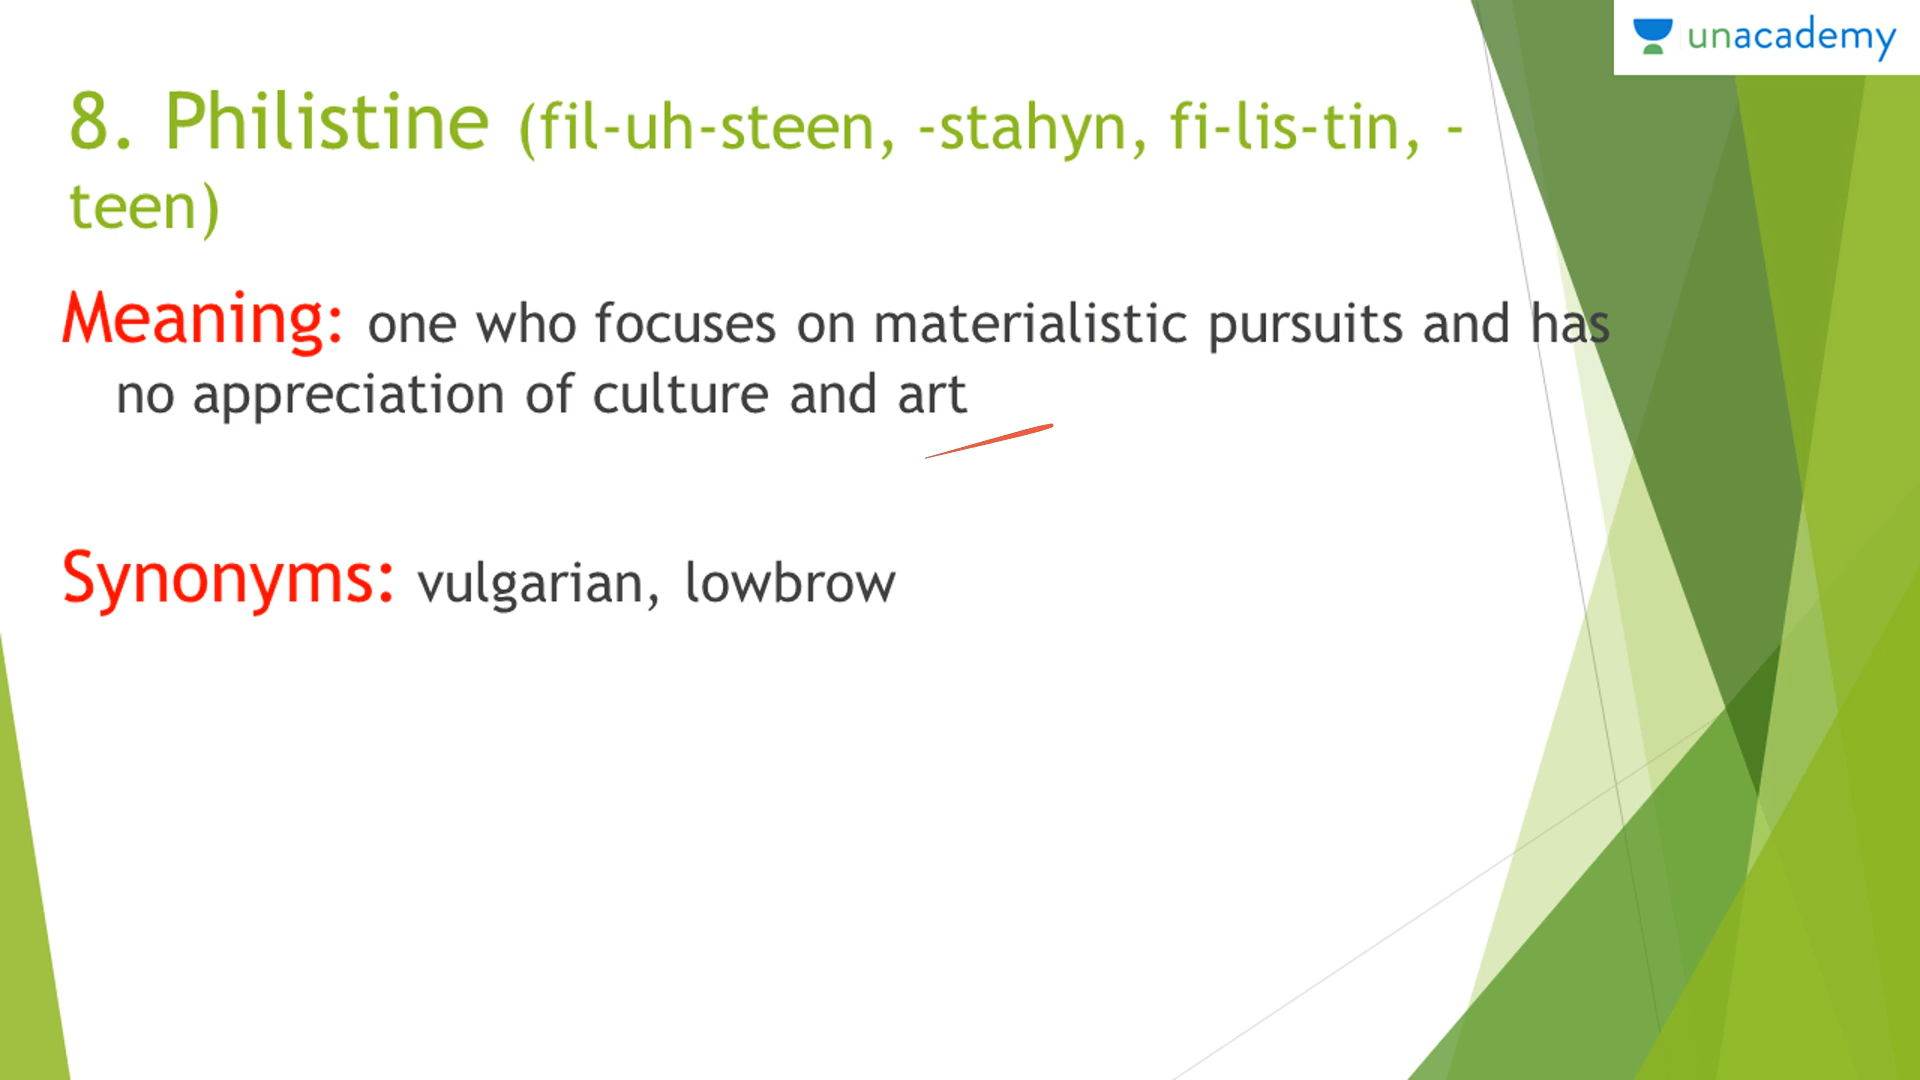 unacademy
8. Philistine (fil-uh-steen, -stahyn, fi-lis-tin, -
teen)
Meaning: one who focuses on materialistic pursuits and has
no appreciation of culture and art
Synonyms: vulgarian, lowbrow